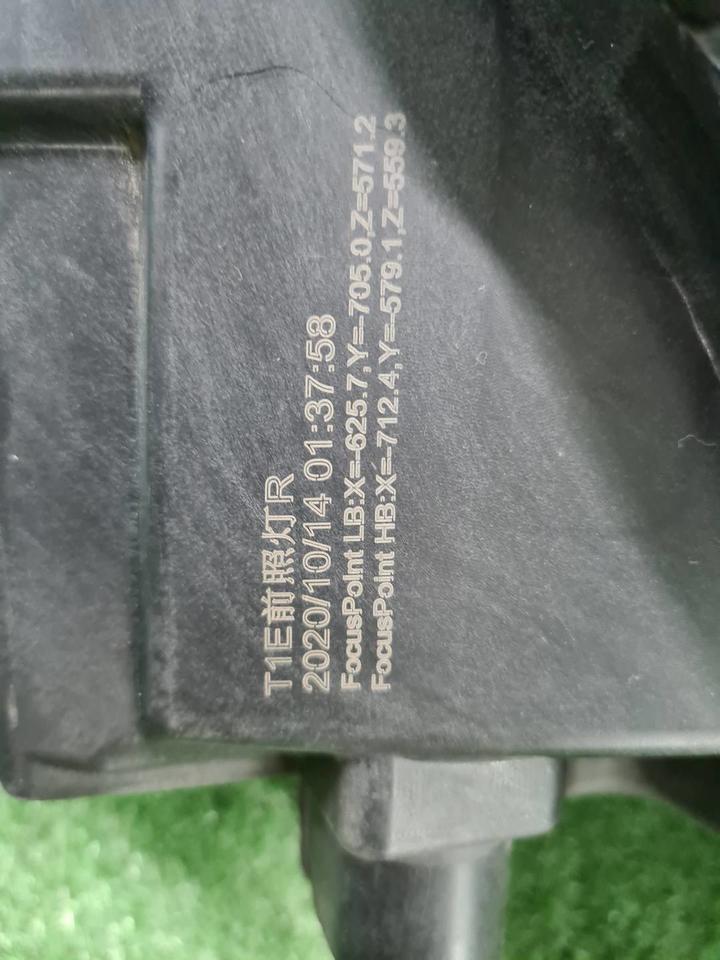 T1E前照灯R
2020/10/14 01:37:58
FocusPoint LB:X=-625.7,Y=-705.0,Z=571.2
FocusPoint HB:X=-712.4,Y=-579.1,Z=559.3